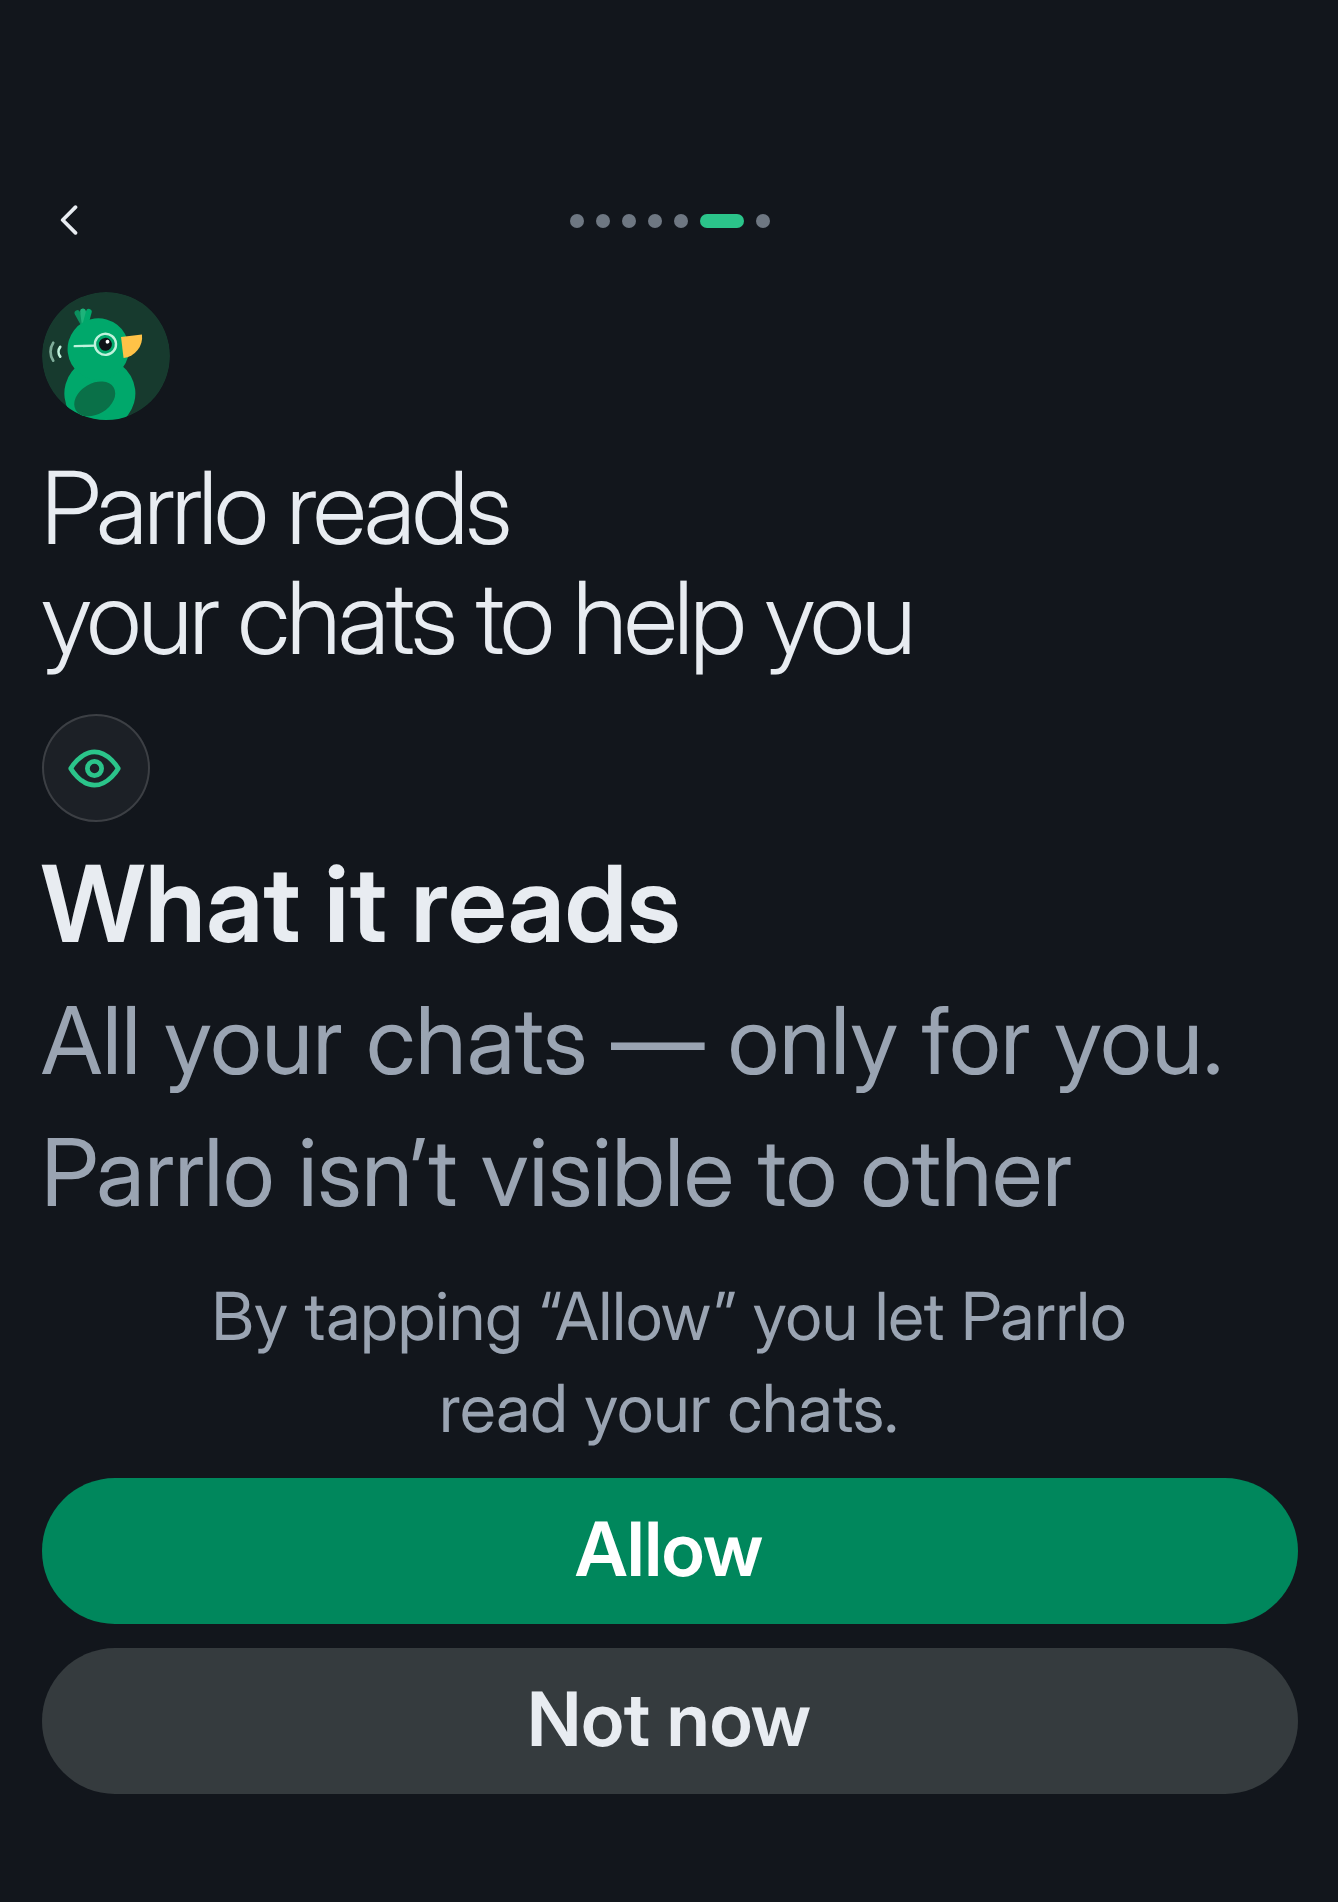 Parrlo reads
your chats to help you
What it reads
All your chats — only for you.
Parrlo isn’t visible to other
By tapping “Allow” you let Parrlo
read your chats.
Allow
Not now